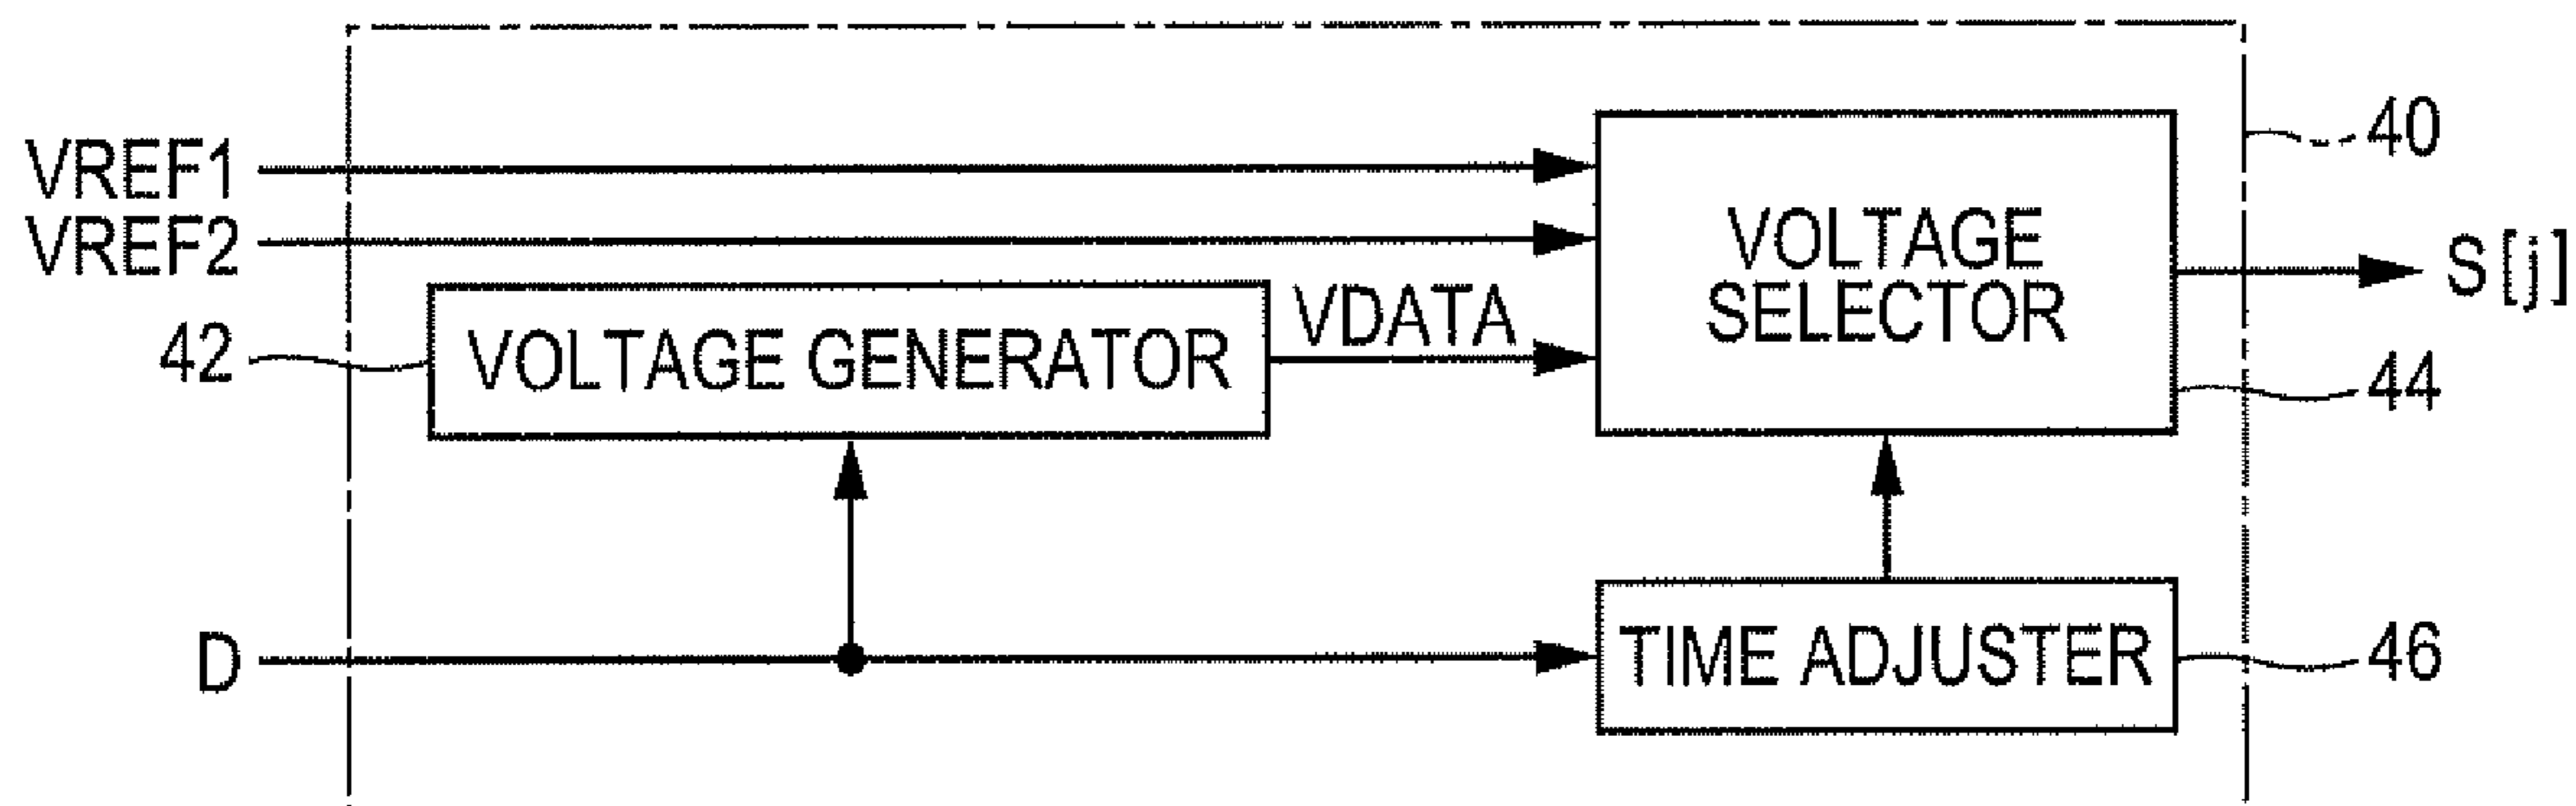 40
VREF1
VREF2
VOLTAGE
SELECTOR
S[j]
42
VOLTAGE GENERATOR
VDATA
44
D
TIME ADJUSTER
46